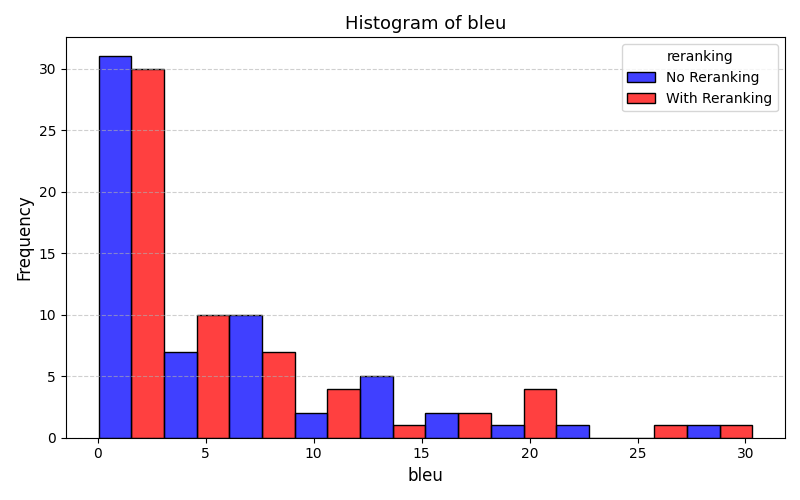 Histogram of bleu
reranking
No Reranking
With Reranking
Frequency
30
25
20
15
10
5
0
0 5 10 15 20 25 30
bleu